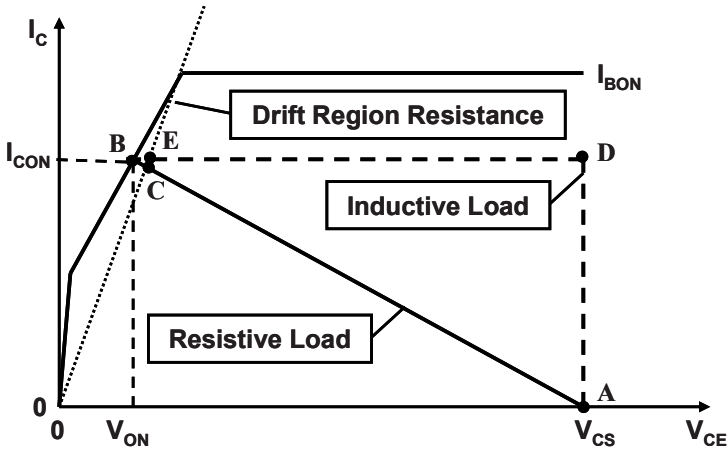 I_C
I_BON
Drift Region Resistance
B
E
D
I_CON
C
Inductive Load
Resistive Load
A
0
0
V_ON
V_CS
V_CE